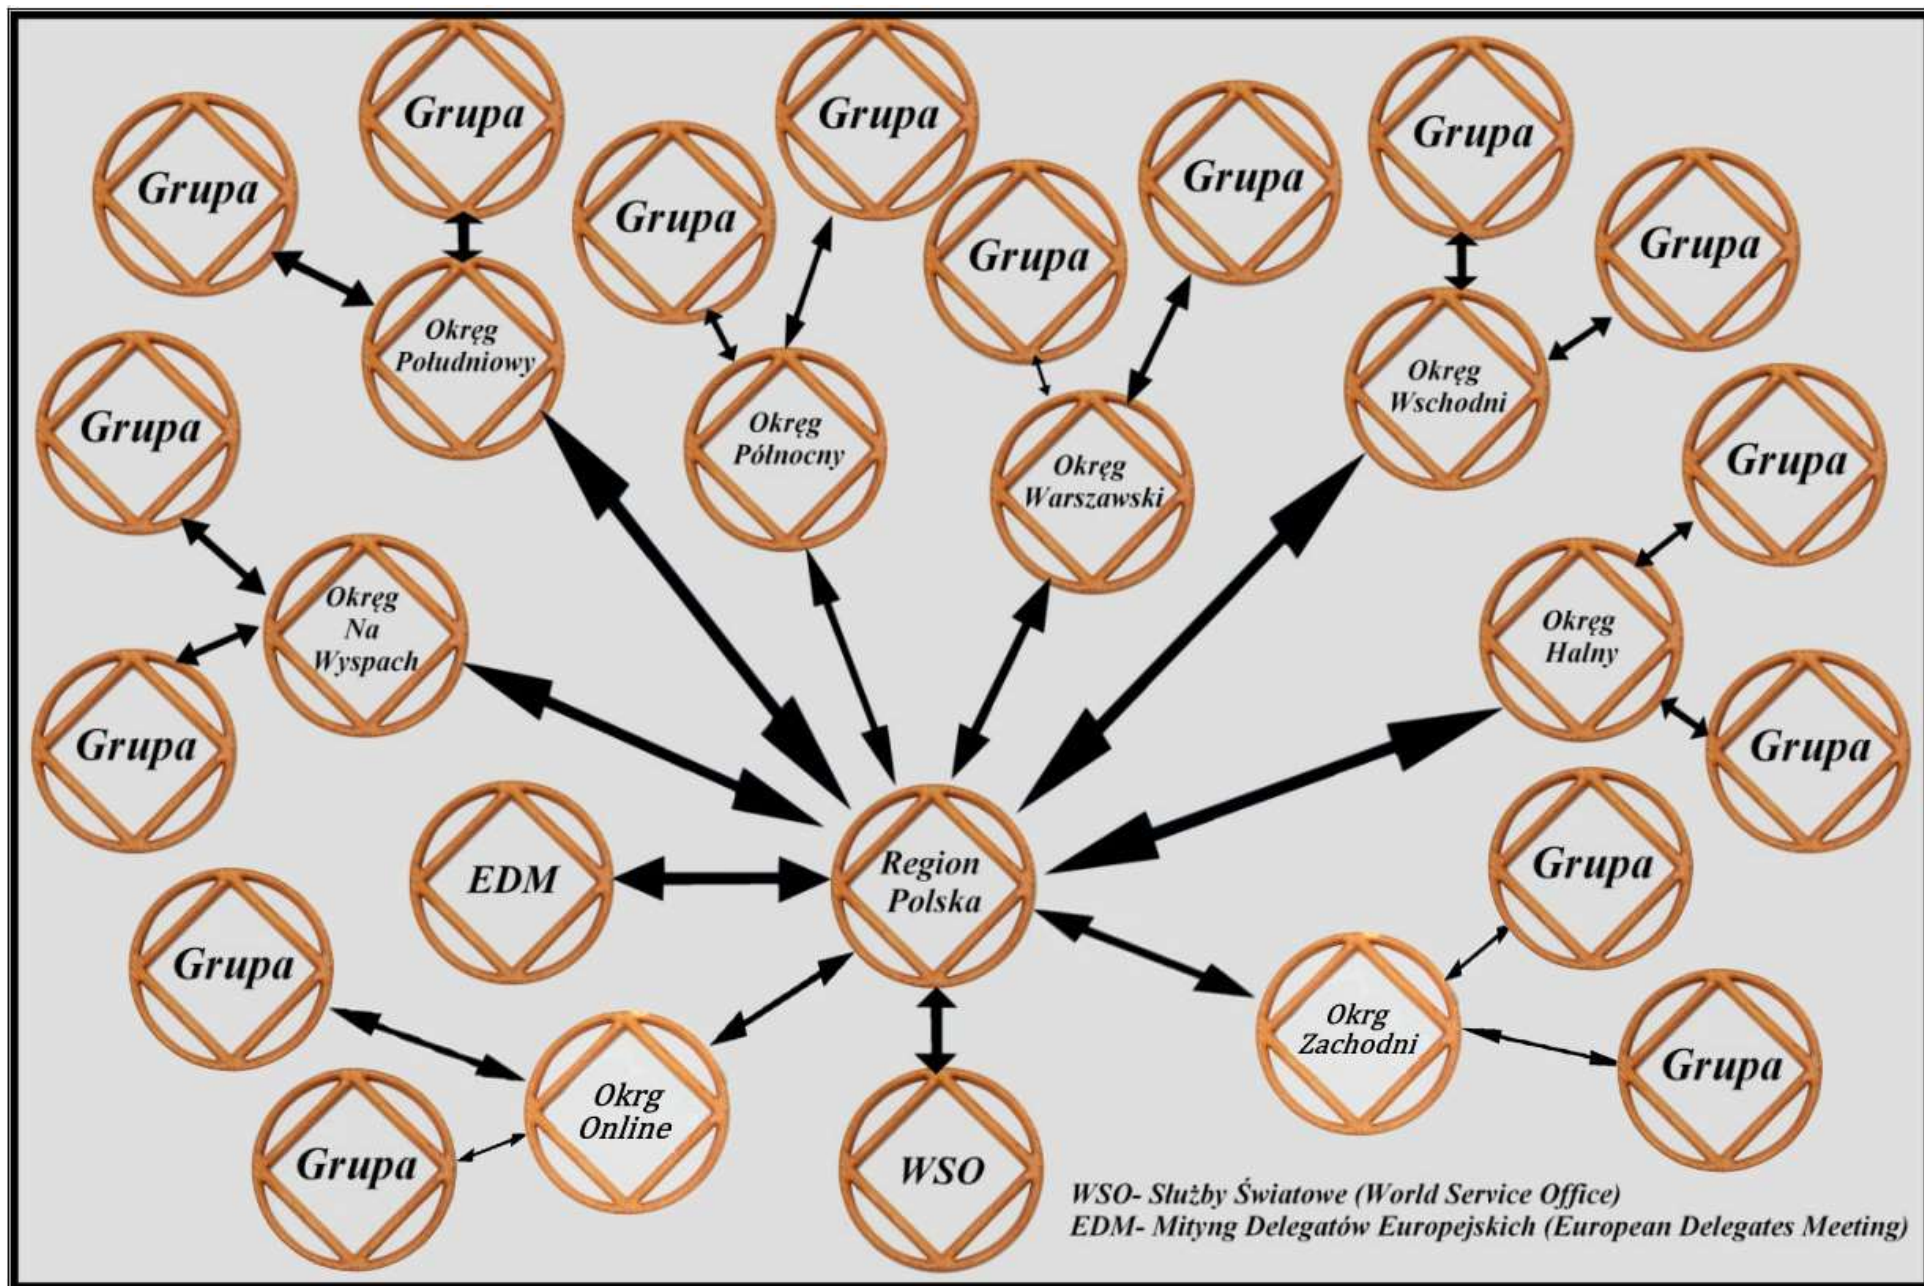 Grupa
Grupa
Grupa
Grupa
Grupa
Grupa
Grupa
Grupa
Okręg
Południowy
Okręg
Północny
Okręg
Warszawski
Okręg
Wschodni
Grupa
Grupa
Okręg
Na
Wyspach
Okręg
Halny
Grupa
Grupa
EDM
Region
Polska
Grupa
Grupa
Okrg
Zachodni
Grupa
Okrg
Online
Grupa
WSO
WSO- Służby Światowe (World Service Office)
EDM- Mityng Delegatów Europejskich (European Delegates Meeting)